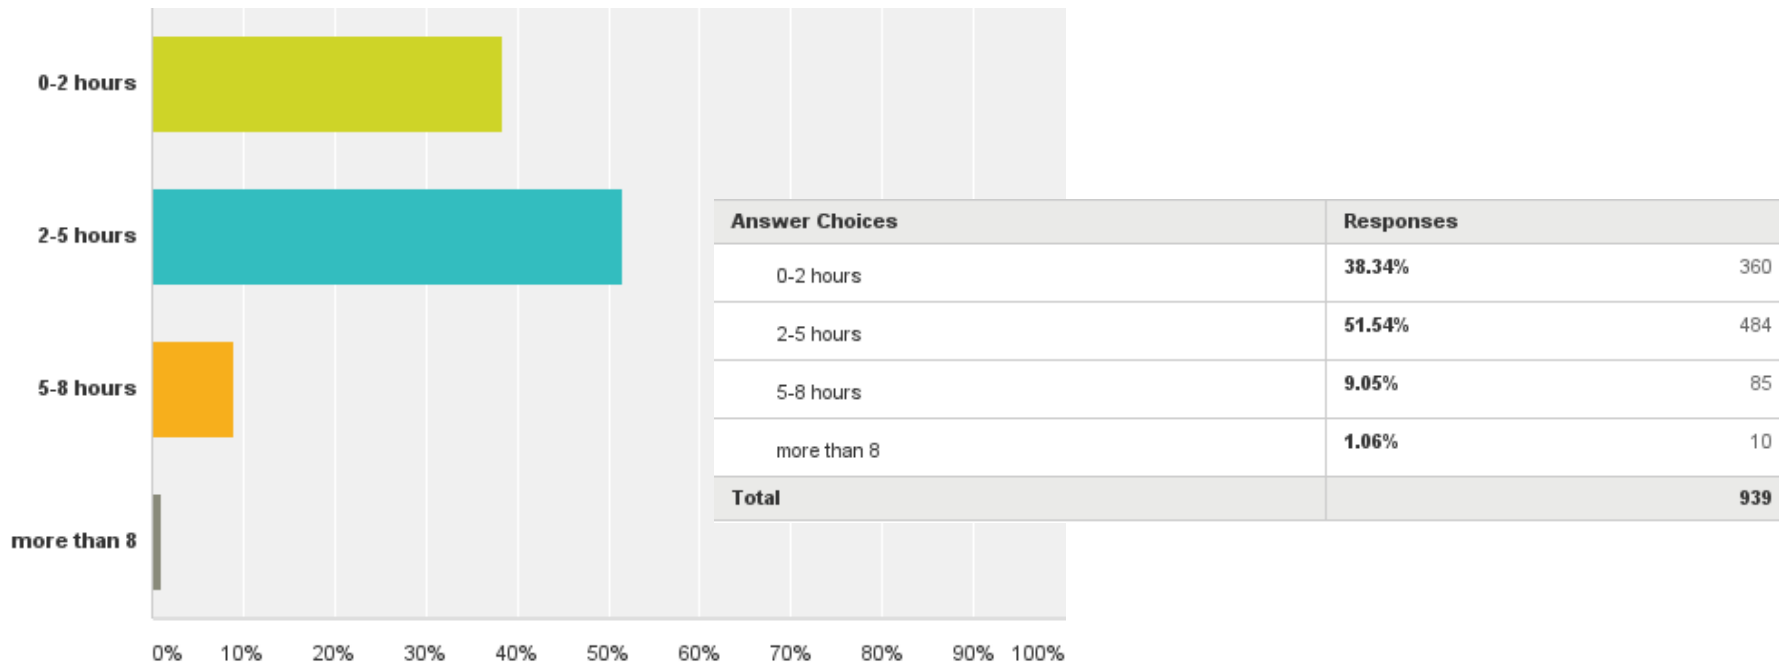 0-2 hours
2-5 hours
5-8 hours
more than 8
0% 10% 20% 30% 40% 50% 60% 70% 80% 90% 100%
Answer Choices Responses
0-2 hours 38.34% 360
2-5 hours 51.54% 484
5-8 hours 9.05% 85
more than 8 1.06% 10
Total 939